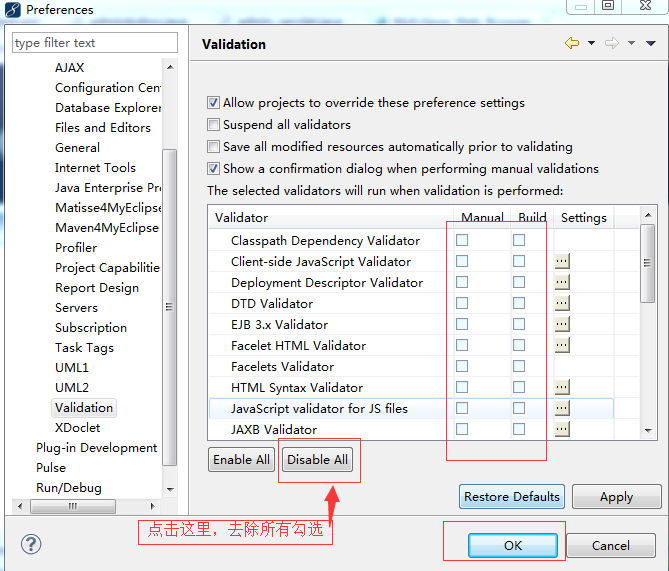 Preferences
type filter text
Validation
AJAX
Configuration Cen
Database Explorer
Files and Editors
General
Internet Tools
Java Enterprise Pr
Matisse4MyEclipse
Maven4MyEclipse
Profiler
Project Capabilitie
Report Design
Servers
Subscription
Task Tags
UML1
UML2
Validation
XDoclet
Plug-in Development
Pulse
Run/Debug
Allow projects to override these preference settings
Suspend all validators
Save all modified resources automatically prior to validating
Show a confirmation dialog when performing manual validations
The selected validators will run when validation is performed:
Validator Manual Build Settings
Classpath Dependency Validator
Client-side JavaScript Validator ...
Deployment Descriptor Validator ...
DTD Validator ...
EJB 3.x Validator ...
Facelet HTML Validator ...
Facelets Validator
HTML Syntax Validator ...
JavaScript validator for JS files ...
JAXB Validator ...
Enable All Disable All
Restore Defaults Apply
点击这里，去除所有勾选
OK Cancel